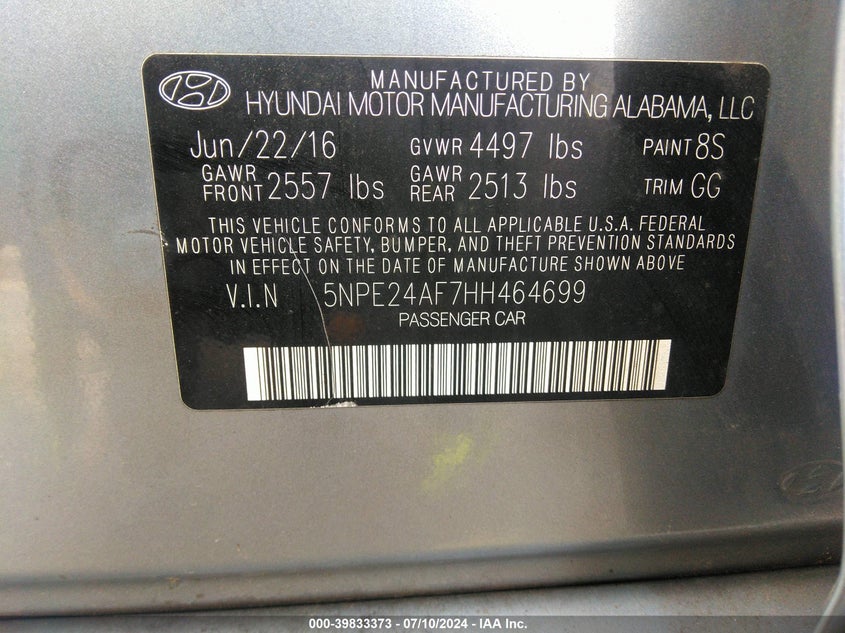 MANUFACTURED BY
HYUNDAI MOTOR MANUFACTURING ALABAMA, LLC
Jun/22/16 GVWR 4497 lbs PAINT 8S
GAWR FRONT 2557 lbs GAWR REAR 2513 lbs TRIM GG
THIS VEHICLE CONFORMS TO ALL APPLICABLE U.S.A. FEDERAL
MOTOR VEHICLE SAFETY, BUMPER, AND THEFT PREVENTION STANDARDS
IN EFFECT ON THE DATE OF MANUFACTURE SHOWN ABOVE
V.I.N 5NPE24AF7HH464699
PASSENGER CAR
000-39833373 - 07/10/2024 - IAA Inc.